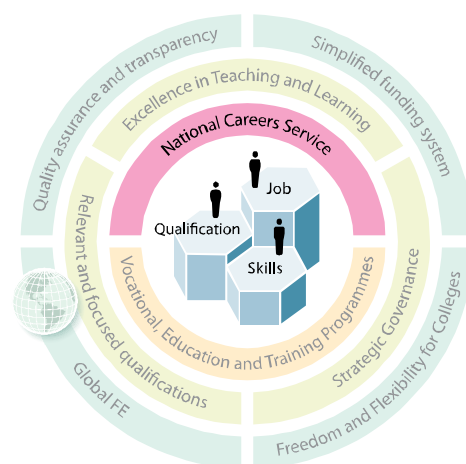 Quality assurance and transparency
Simplified funding system
Excellence in Teaching and Learning
National Careers Service
Job
Qualification
Skills
Relevant and focused qualifications
Vocational, Education and Training Programmes
Strategic Governance
Global FE
Freedom and Flexibility for Colleges